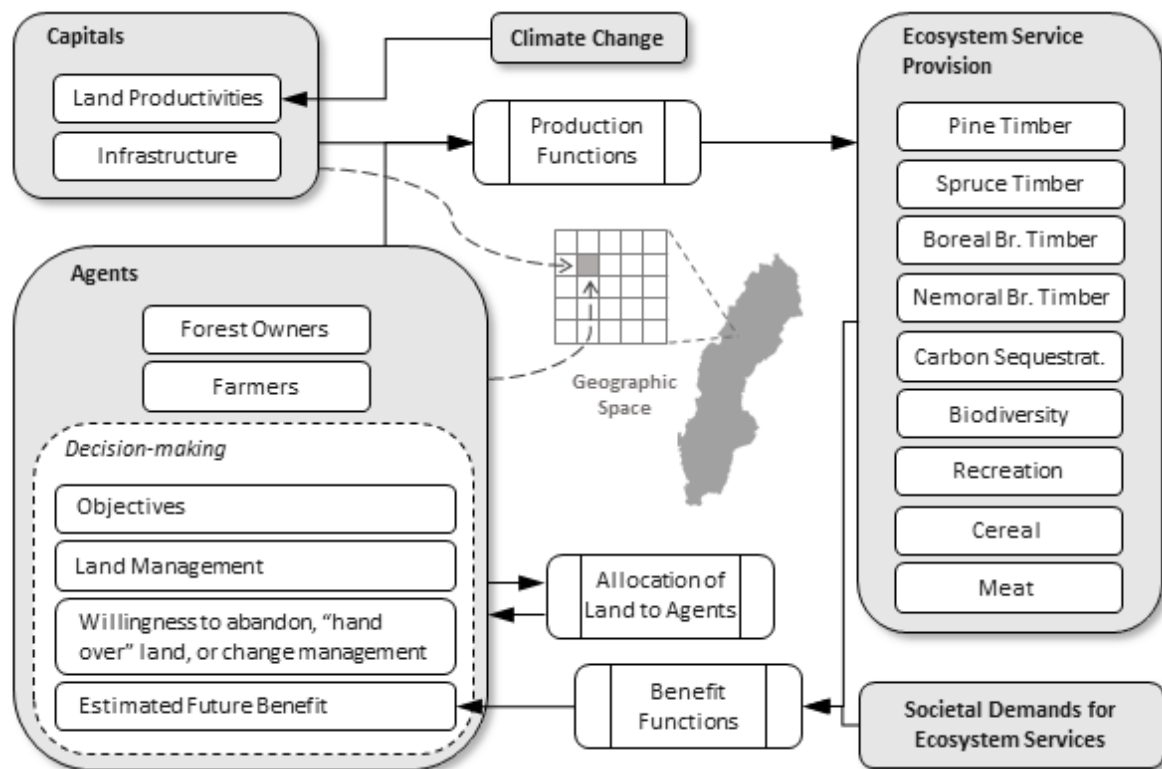 Capitals
Land Productivities
Infrastructure
Climate Change
Production
Functions
Ecosystem Service
Provision
Pine Timber
Spruce Timber
Boreal Br. Timber
Nemoral Br. Timber
Carbon Sequestrat.
Biodiversity
Recreation
Cereal
Meat
Agents
Forest Owners
Farmers
Decision-making
Objectives
Land Management
Willingness to abandon, “hand
over” land, or change management
Estimated Future Benefit
Geographic
Space
Allocation of
Land to Agents
Benefit
Functions
Societal Demands for
Ecosystem Services